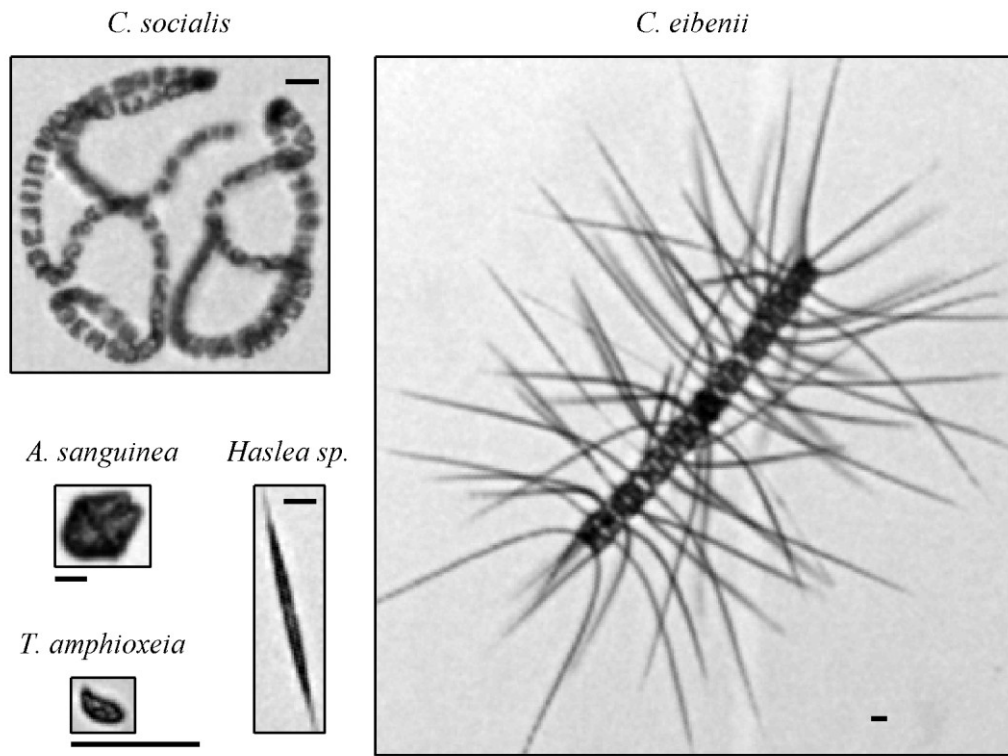 C. socialis
C. eibenii
A. sanguinea
Haslea sp.
T. amphioxeia